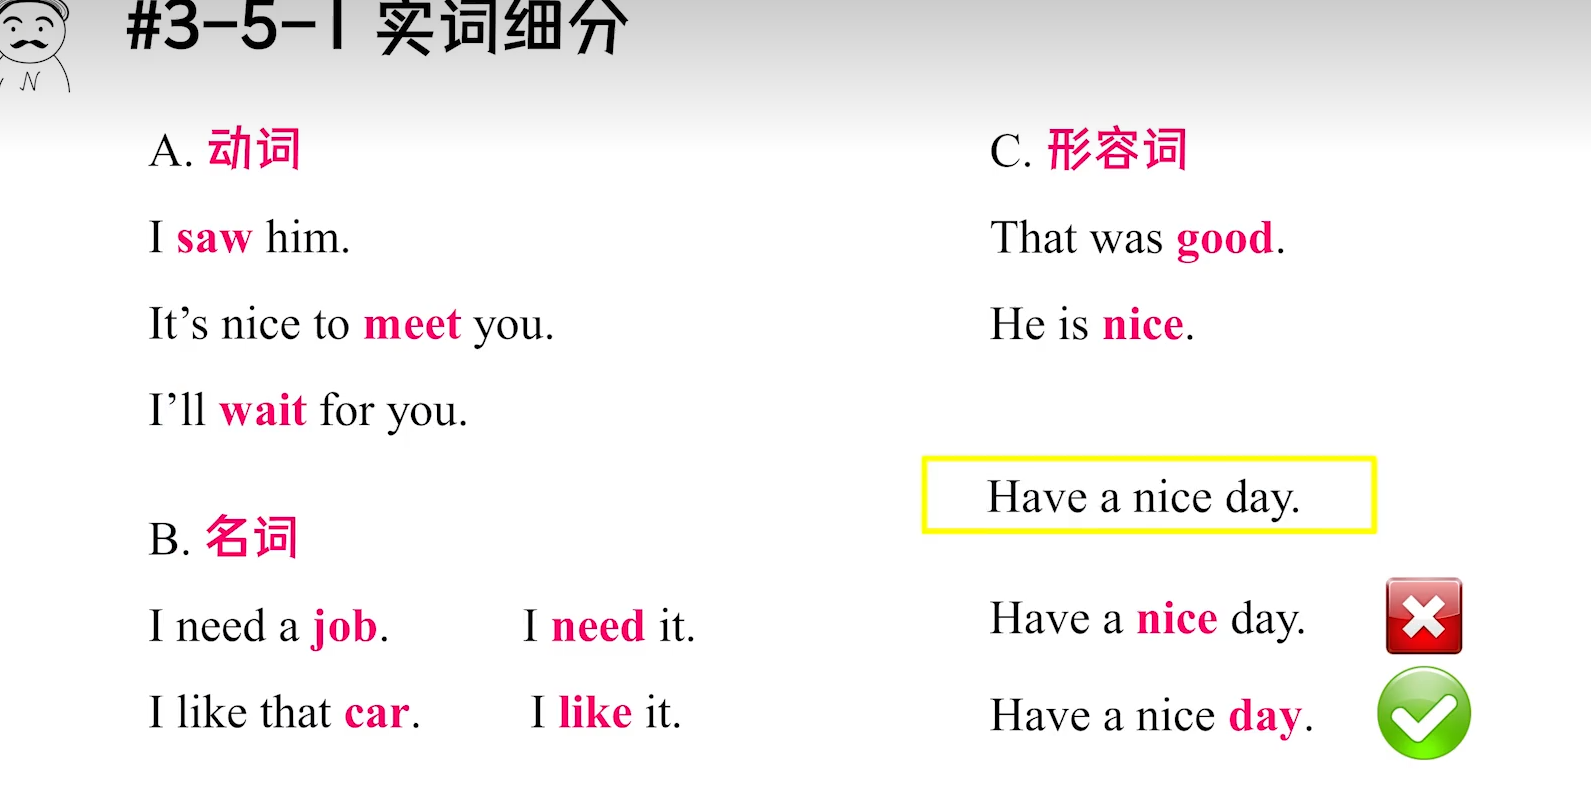 #3-5-1 实词细分
N
A. 动词
I saw him.
It’s nice to meet you.
I’ll wait for you.
B. 名词
I need a job. I need it.
I like that car. I like it.
C. 形容词
That was good.
He is nice.
Have a nice day.
Have a nice day.
Have a nice day.